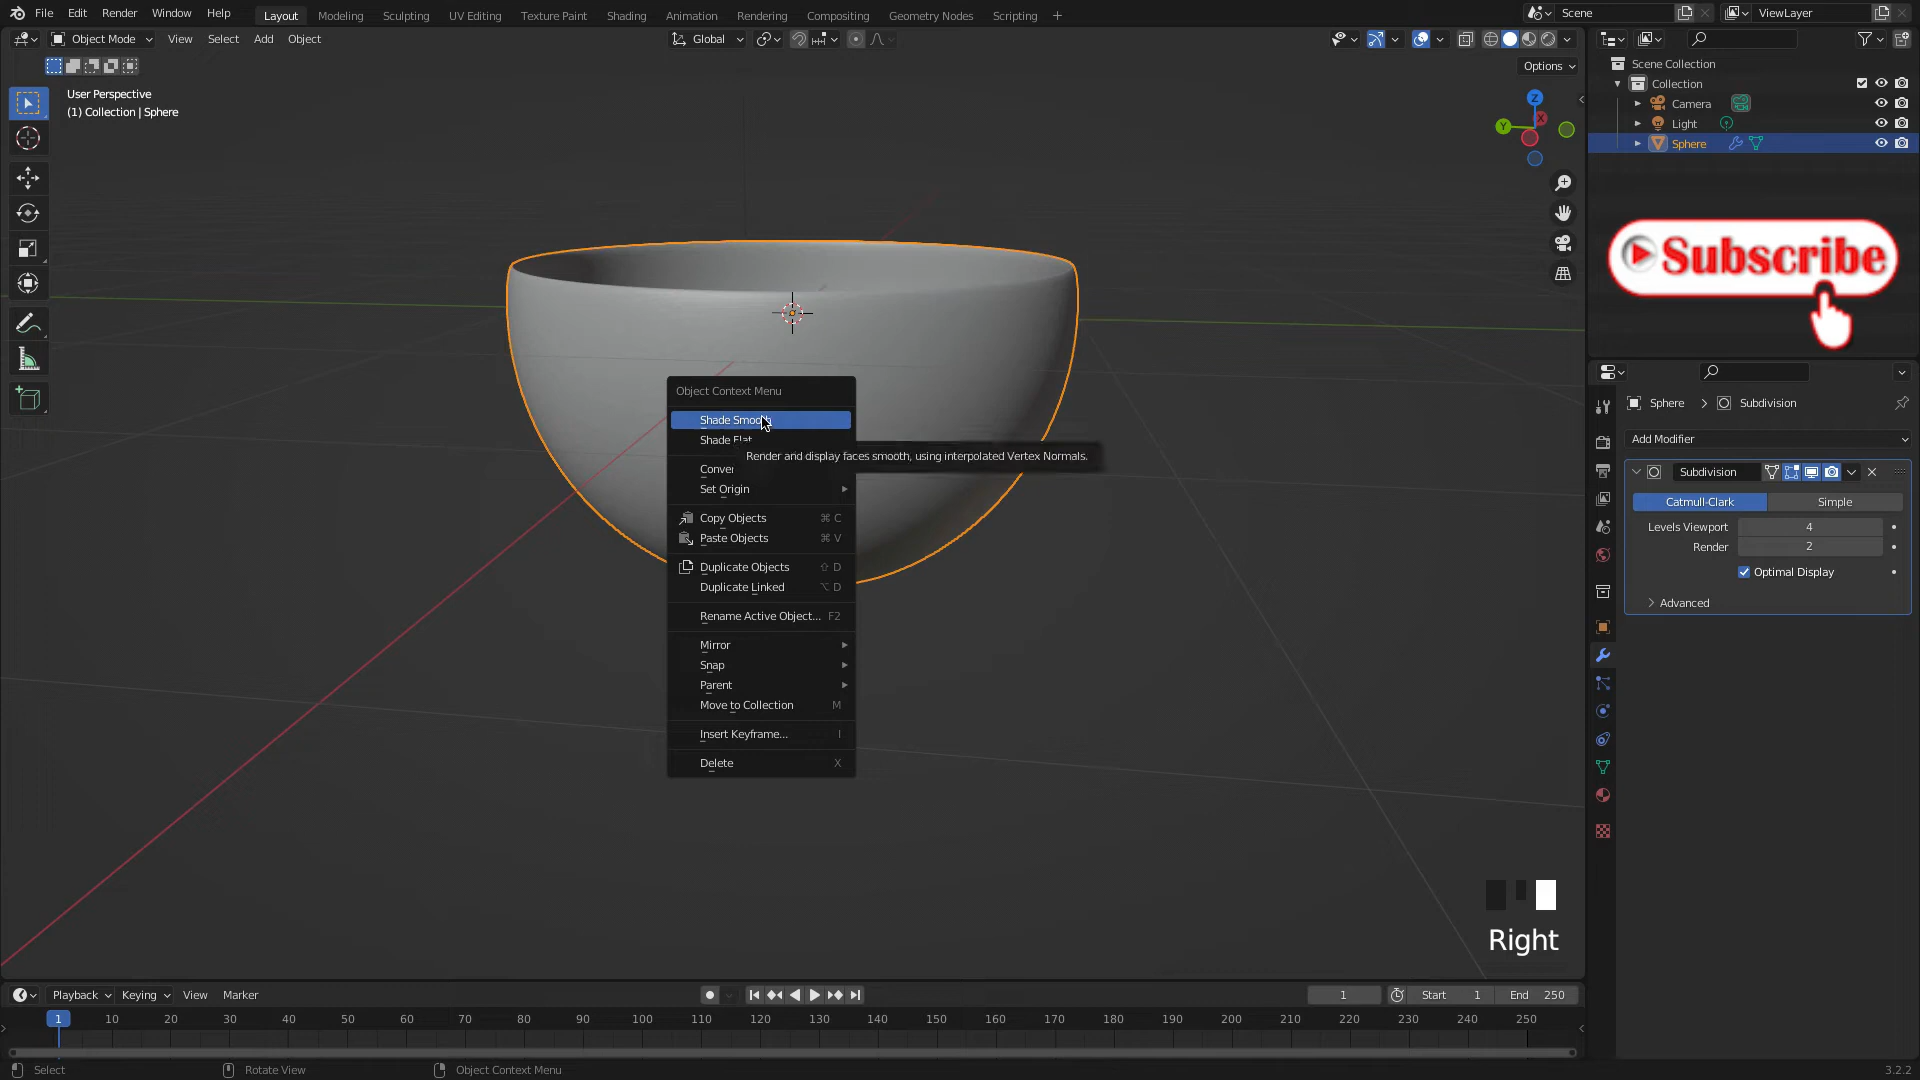 File Edit Render Window Help Layout Modeling Sculpting UV Editing Texture Paint Shading Animation Rendering Compositing Geometry Nodes Scripting + Scene ViewLayer
Object Mode View Select Add Object Global
Options
User Perspective
(1) Collection | Sphere
Z
X
Y
Scene Collection
Collection
Camera
Light
Sphere
Subscribe
Object Context Menu
Shade Smooth
Shade Flat
Render and display faces smooth, using interpolated Vertex Normals.
Conver
Set Origin
Copy Objects ⌘ C
Paste Objects ⌘ V
Duplicate Objects ⇧ D
Duplicate Linked ⌥ D
Rename Active Object... F2
Mirror
Snap
Parent
Move to Collection M
Insert Keyframe... I
Delete X
Sphere > Subdivision
Add Modifier
Subdivision
Catmull-Clark Simple
Levels Viewport 4
Render 2
Optimal Display
Advanced
Right
Playback Keying View Marker 1 Start 1 End 250
1 10 20 30 40 50 60 70 80 90 100 110 120 130 140 150 160 170 180 190 200 210 220 230 240 250
Select Rotate View Object Context Menu 3.2.2